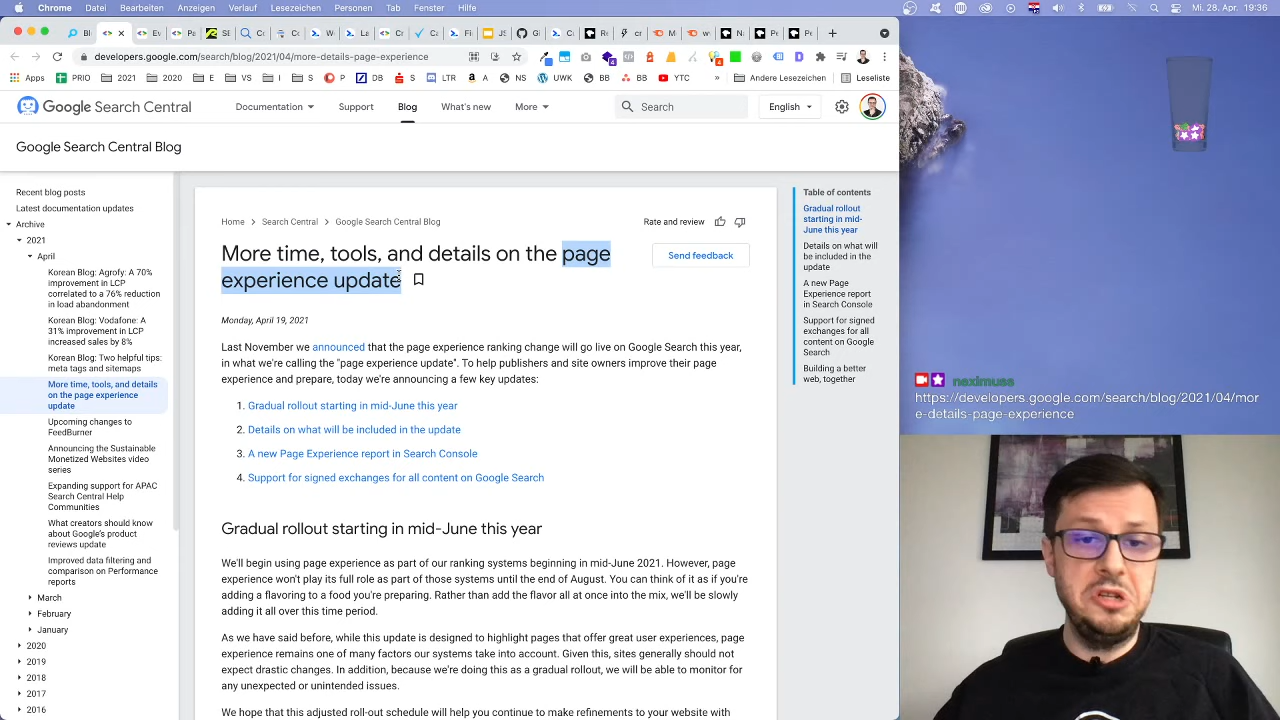 Chrome Datei Bearbeiten Anzeigen Verlauf Lesezeichen Personen Tab Fenster Hilfe Mi. 28. Apr. 19:36
developers.google.com/search/blog/2021/04/more-details-page-experience
Apps PRIO 2021 2020 E VS I S P DB S LTR A NS UWK BB BB YTC » Andere Lesezeichen Leseliste
Google Search Central Documentation Support Blog What's new More Search English
Google Search Central Blog
Recent blog posts
Latest documentation updates
Archive
2021
April
Korean Blog: Agrofy: A 70%
improvement in LCP
correlated to a 76% reduction
in load abandonment
Korean Blog: Vodafone: A
31% improvement in LCP
increased sales by 8%
Korean Blog: Two helpful tips:
meta tags and sitemaps
More time, tools, and details
on the page experience
update
Upcoming changes to
FeedBurner
Announcing the Sustainable
Monetized Websites video
series
Expanding support for APAC
Search Central Help
Communities
What creators should know
about Google's product
reviews update
Improved data filtering and
comparison on Performance
reports
March
February
January
2020
2019
2018
2017
2016
Home > Search Central > Google Search Central Blog
Rate and review
More time, tools, and details on the page
experience update
Send feedback
Monday, April 19, 2021
Last November we announced that the page experience ranking change will go live on Google Search this year,
in what we're calling the "page experience update". To help publishers and site owners improve their page
experience and prepare, today we're announcing a few key updates:
1. Gradual rollout starting in mid-June this year
2. Details on what will be included in the update
3. A new Page Experience report in Search Console
4. Support for signed exchanges for all content on Google Search
Gradual rollout starting in mid-June this year
We'll begin using page experience as part of our ranking systems beginning in mid-June 2021. However, page
experience won't play its full role as part of those systems until the end of August. You can think of it as if you're
adding a flavoring to a food you're preparing. Rather than add the flavor all at once into the mix, we'll be slowly
adding it all over this time period.
As we have said before, while this update is designed to highlight pages that offer great user experiences, page
experience remains one of many factors our systems take into account. Given this, sites generally should not
expect drastic changes. In addition, because we're doing this as a gradual rollout, we will be able to monitor for
any unexpected or unintended issues.
We hope that this adjusted roll-out schedule will help you continue to make refinements to your website with
Table of contents
Gradual rollout
starting in mid-
June this year
Details on what will
be included in the
update
A new Page
Experience report
in Search Console
Support for signed
exchanges for all
content on Google
Search
Building a better
web, together
naximuss
https://developers.google.com/search/blog/2021/04/mor
e-details-page-experience